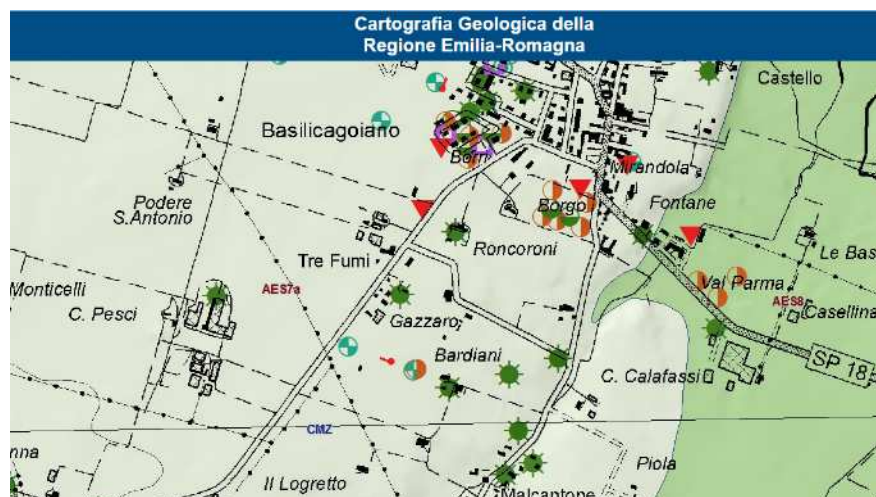 Cartografia Geologica della
Regione Emilia-Romagna
Castello
Basilicagoiano
Borri
Mirandola
Podere
S.Antonio
Borgo
Fontane
Roncoroni
Tre Fumi
Le Bas
Monticelli
AES7a
Val Parma
AES8
C. Pesci
Gazzaro
Casellina
Bardiani
SP 18
C. Calafassi
CMZ
nna
Il Logretto
Piola
Malcantone